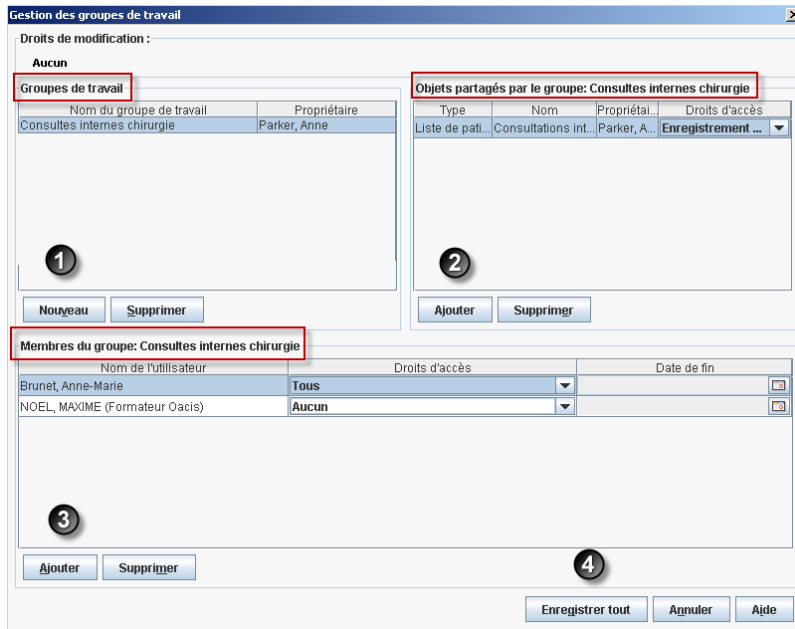 Gestion des groupes de travail
Droits de modification :
Aucun
Groupes de travail
Nom du groupe de travail Propriétaire
Consultes internes chirurgie Parker, Anne
1
Nouveau Supprimer
Objets partagés par le groupe: Consultes internes chirurgie
Type Nom Propriétai... Droits d'accès
Liste de pati... Consultations int... Parker, A... Enregistrement ...
2
Ajouter Supprimer
Membres du groupe: Consultes internes chirurgie
Nom de l'utilisateur Droits d'accès Date de fin
Brunet, Anne-Marie Tous
NOEL, MAXIME (Formateur Oacis) Aucun
3
Ajouter Supprimer
4
Enregistrer tout Annuler Aide